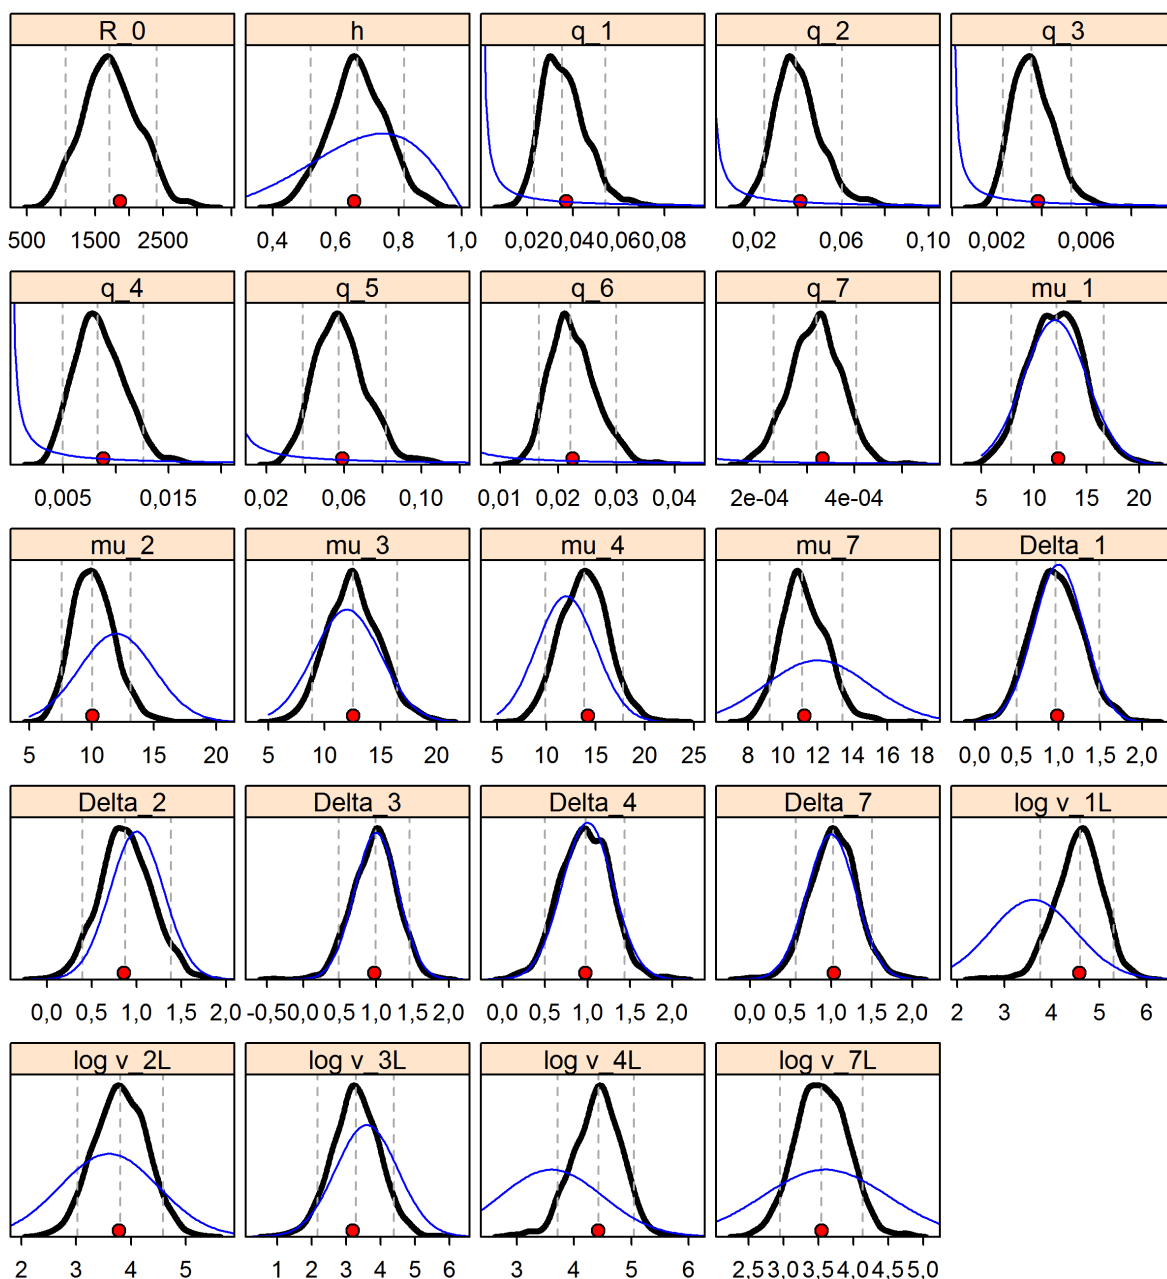 R_0 h q_1 q_2 q_3
500 1500 2500 0,4 0,6 0,8 1,0 0,020,040,060,08 0,02 0,06 0,10 0,002 0,006
q_4 q_5 q_6 q_7 mu_1
0,005 0,015 0,02 0,06 0,10 0,01 0,02 0,03 0,04 2e-04 4e-04 5 10 15 20
mu_2 mu_3 mu_4 mu_7 Delta_1
5 10 15 20 5 10 15 20 5 10 15 20 25 8 10 12 14 16 18 0,0 0,5 1,0 1,5 2,0
Delta_2 Delta_3 Delta_4 Delta_7 log v_1L
0,0 0,5 1,0 1,5 2,0 -0,50,0 0,5 1,0 1,5 2,0 0,0 0,5 1,0 1,5 2,0 0,0 0,5 1,0 1,5 2,0 2 3 4 5 6
log v_2L log v_3L log v_4L log v_7L
2 3 4 5 1 2 3 4 5 6 3 4 5 6 2,53,03,54,04,55,0